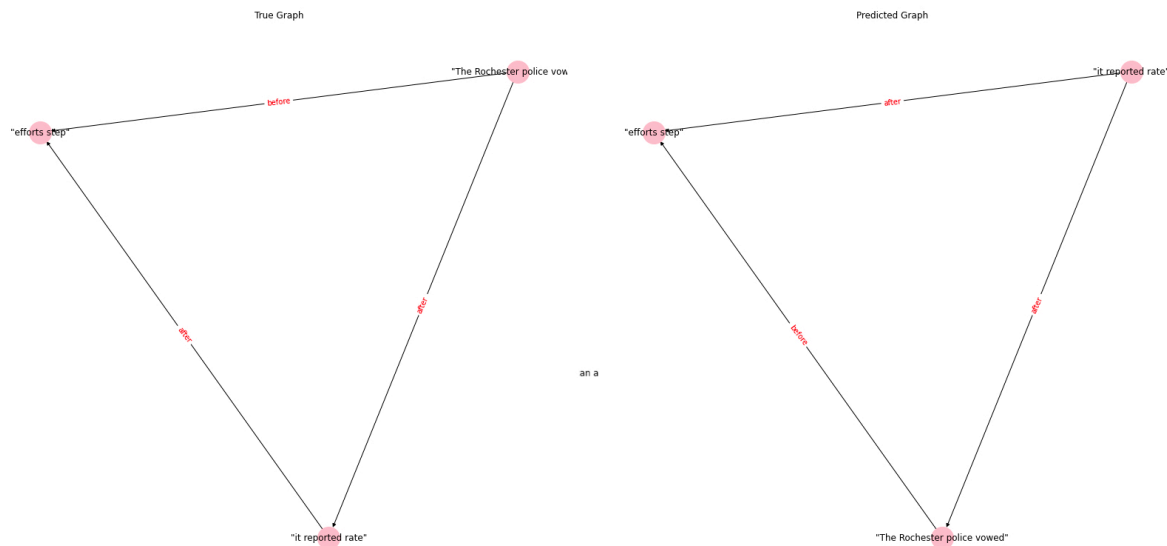 True Graph
"The Rochester police vow
before
"efforts step"
after
after
"it reported rate"
an a
Predicted Graph
"it reported rate"
after
"efforts step"
after
before
"The Rochester police vowed"